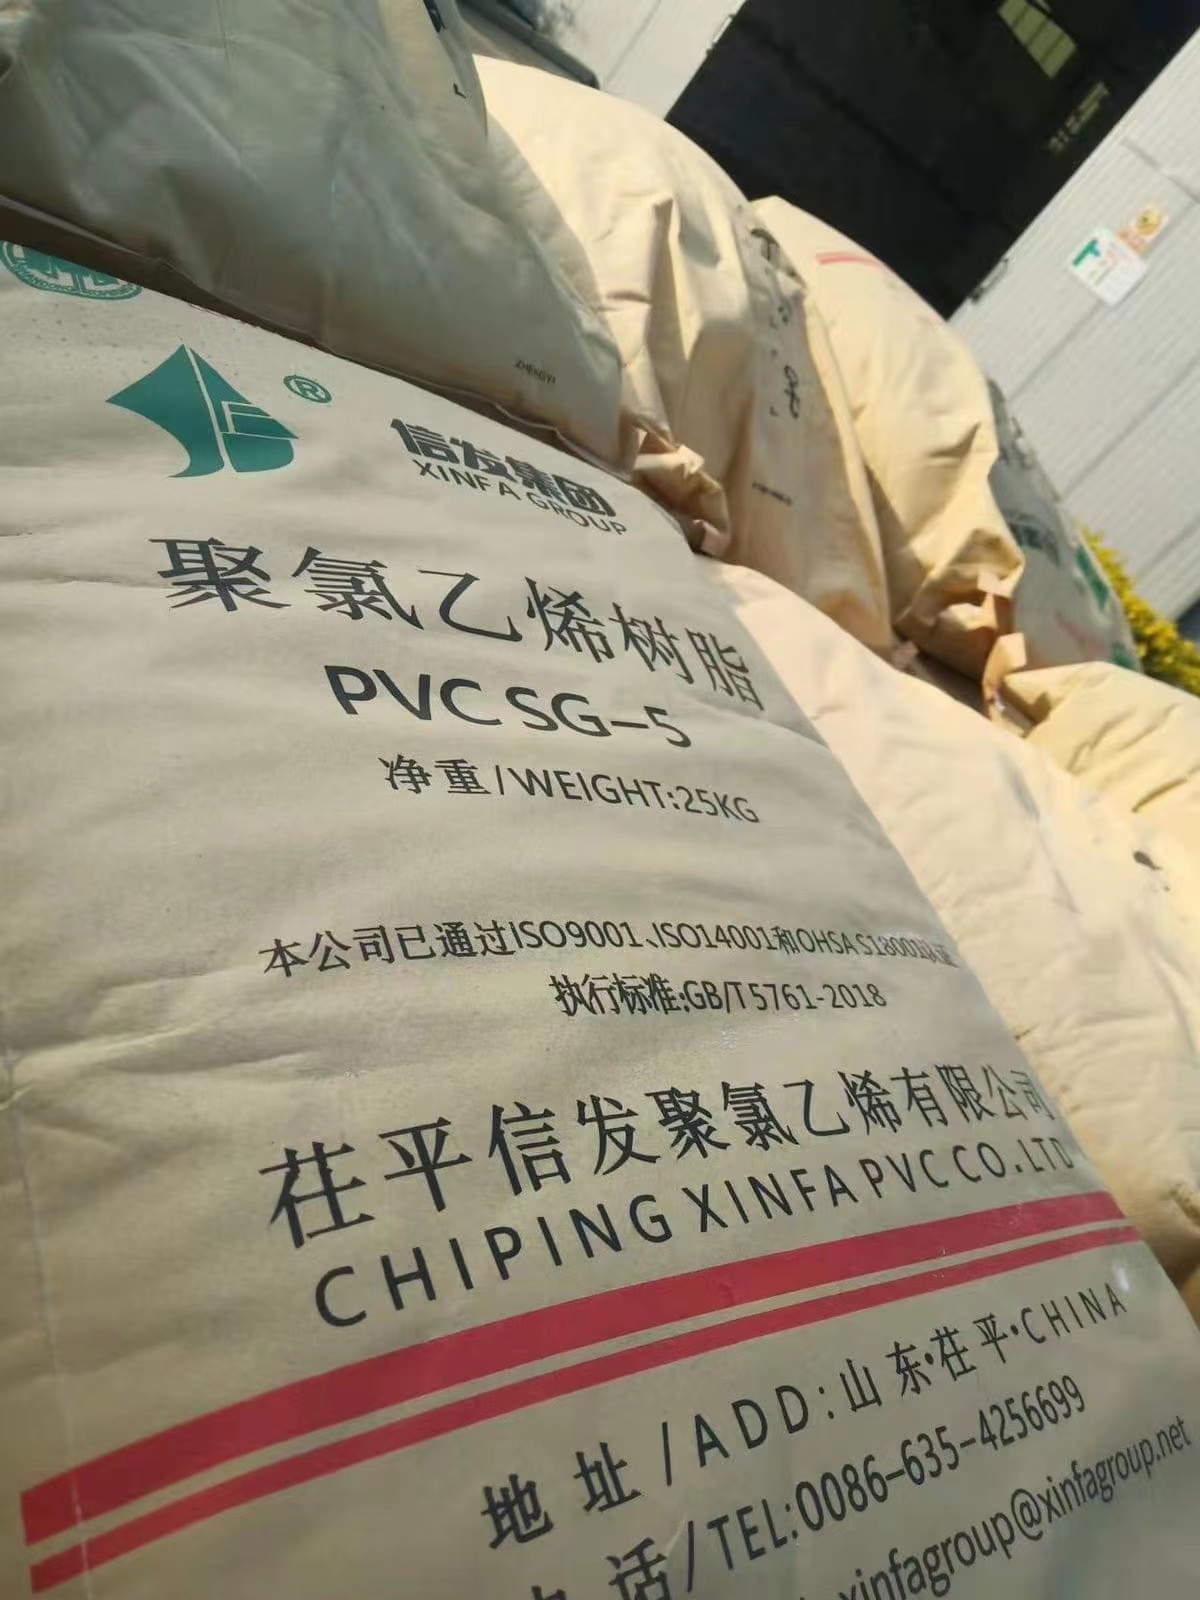 ZHENGYI
®
信发集团
XINFA GROUP
聚氯乙烯树脂
PVC SG-5
净重/WEIGHT:25KG
本公司已通过ISO9001、ISO14001和OHSAS18001认证
执行标准:GB/T5761-2018
茌平信发聚氯乙烯有限公司
CHIPING XINFA PVC CO.LTD
地址/ADD:山东·茌平·CHINA
话/TEL:0086-635-4256699
xinfagroup@xinfagroup.net